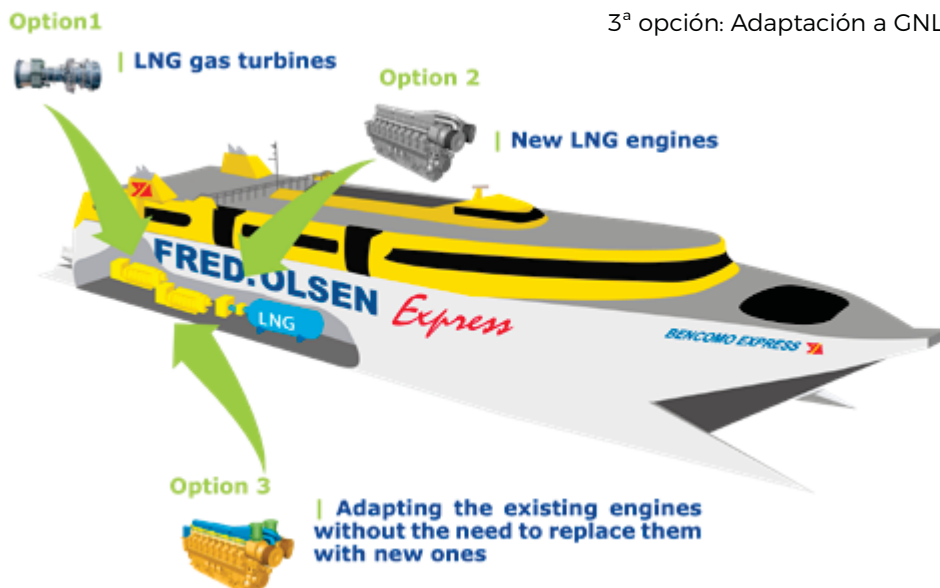 3ª opción: Adaptación a GNL
Option1
| LNG gas turbines
Option 2
| New LNG engines
FRED. OLSEN
Express
LNG
BENCOMO EXPRESS
Option 3
| Adapting the existing engines
without the need to replace them
with new ones